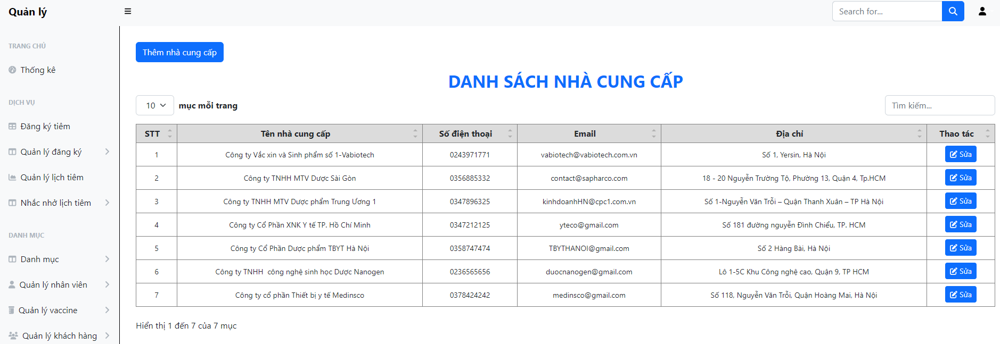 Quản lý
Search for...
TRANG CHỦ
Thống kê
DỊCH VỤ
Đăng ký tiêm
Quản lý đăng ký
Quản lý lịch tiêm
Nhắc nhở lịch tiêm
DANH MỤC
Danh mục
Quản lý nhân viên
Quản lý vaccine
Quản lý khách hàng
Thêm nhà cung cấp
DANH SÁCH NHÀ CUNG CẤP
10 mục mỗi trang
Tìm kiếm...
STT Tên nhà cung cấp Số điện thoại Email Địa chỉ Thao tác
1 Công ty Vắc xin và Sinh phẩm số 1-Vabiotech 0243971771 vabiotech@vabiotech.com.vn Số 1, Yersin, Hà Nội Sửa
2 Công ty TNHH MTV Dược Sài Gòn 0356885332 contact@sapharco.com 18 - 20 Nguyễn Trường Tộ, Phường 13, Quận 4, Tp.HCM Sửa
3 Công ty TNHH MTV Dược phẩm Trung Ương 1 0347896325 kinhdoanhHN@cpc1.com.vn Số 1-Nguyễn Văn Trỗi – Quận Thanh Xuân – TP Hà Nội Sửa
4 Công ty Cổ Phần XNK Y tế TP. Hồ Chí Minh 0347212125 yteco@gmail.com Số 181 đường nguyễn Đình Chiểu, TP. HCM Sửa
5 Công ty Cổ Phần Dược phẩm TBYT Hà Nội 0358747474 TBYTHANOI@gmail.com Số 2 Hàng Bài, Hà Nội Sửa
6 Công ty TNHH  công nghệ sinh học Dược Nanogen 0236565656 duocnanogen@gmail.com Lô 1-5C Khu Công nghệ cao, Quận 9, TP HCM Sửa
7 Công ty cổ phần Thiết bị y tế Medinsco 0378424242 medinsco@gmail.com Số 118, Nguyễn Văn Trỗi, Quận Hoàng Mai, Hà Nội Sửa
Hiển thị 1 đến 7 của 7 mục